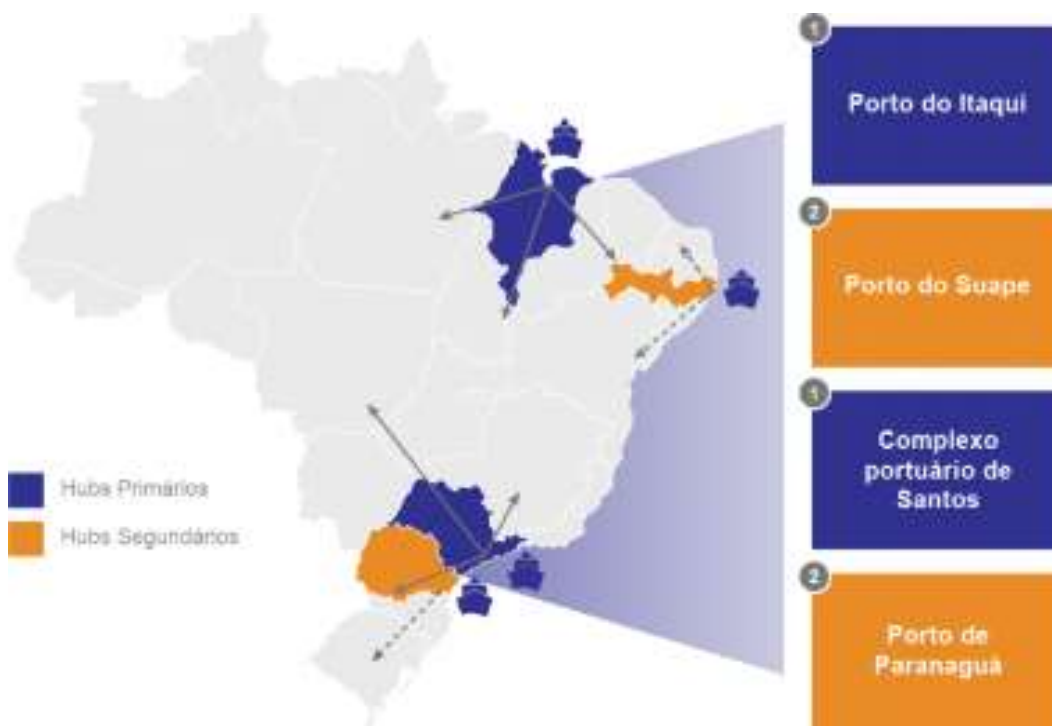 1
Porto do Itaqui
2
Porto do Suape
1
Complexo
portuário de
Santos
2
Porto de
Paranaguá
Hubs Primários
Hubs Segundários